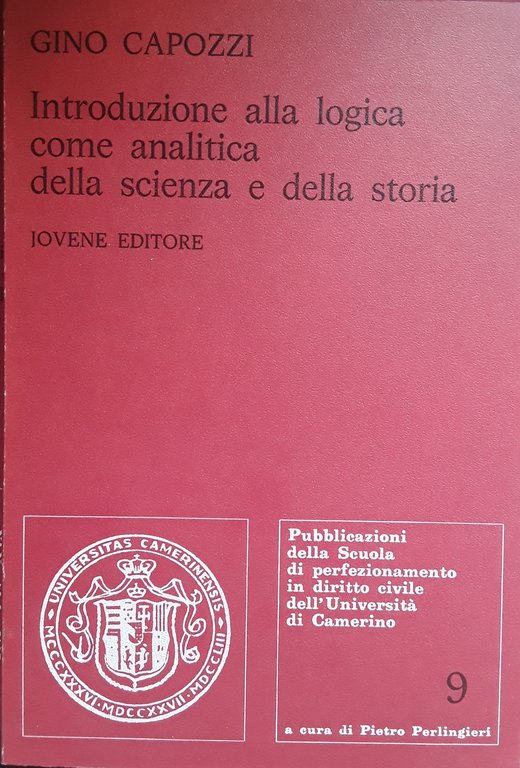 GINO CAPOZZI
Introduzione alla logica
come analitica
della scienza e della storia
JOVENE EDITORE
UNIVERSITAS CAMERINENSIS
MCCCXXXVI - MDCCXXVII - MDCCLIII
Pubblicazioni
della Scuola
di perfezionamento
in diritto civile
dell'Università
di Camerino
9
a cura di Pietro Perlingieri